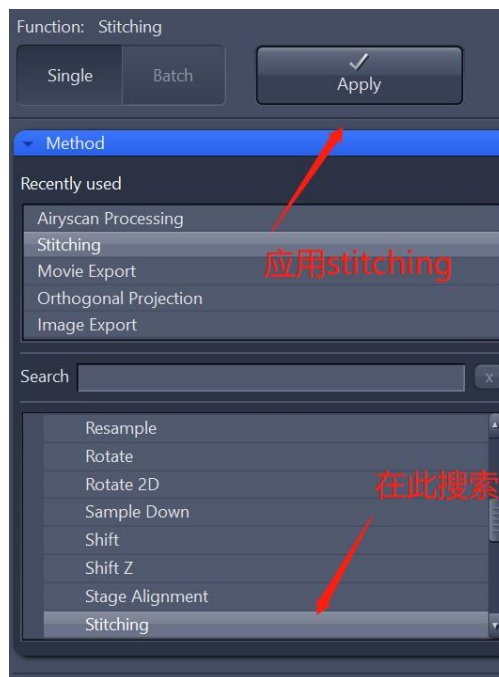 Function: Stitching
Single
Batch
Apply
Method
Recently used
Airyscan Processing
Stitching
应用stitching
Movie Export
Orthogonal Projection
Image Export
Search
x
Resample
Rotate
Rotate 2D
在此搜索
Sample Down
Shift
Shift Z
Stage Alignment
Stitching